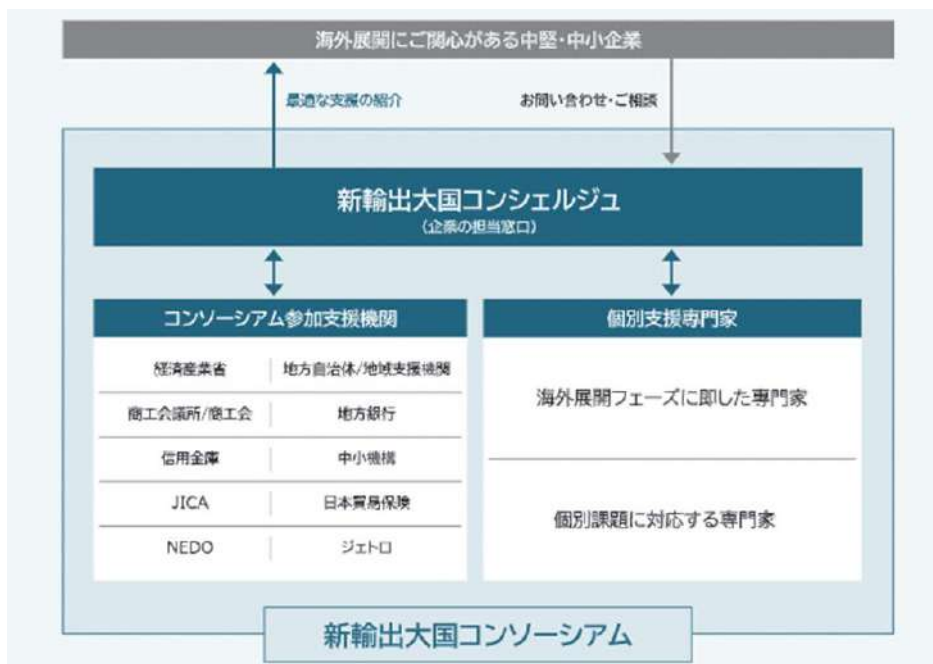 海外展開にご関心がある中堅・中小企業
最適な支援の紹介
お問い合わせ・ご相談
新輸出大国コンシェルジュ
(企業の担当窓口)
コンソーシアム参加支援機関
経済産業省
地方自治体/地域支援機関
商工会議所/商工会
地方銀行
信用金庫
中小機構
JICA
日本貿易保険
NEDO
ジェトロ
個別支援専門家
海外展開フェーズに即した専門家
個別課題に対応する専門家
新輸出大国コンソーシアム